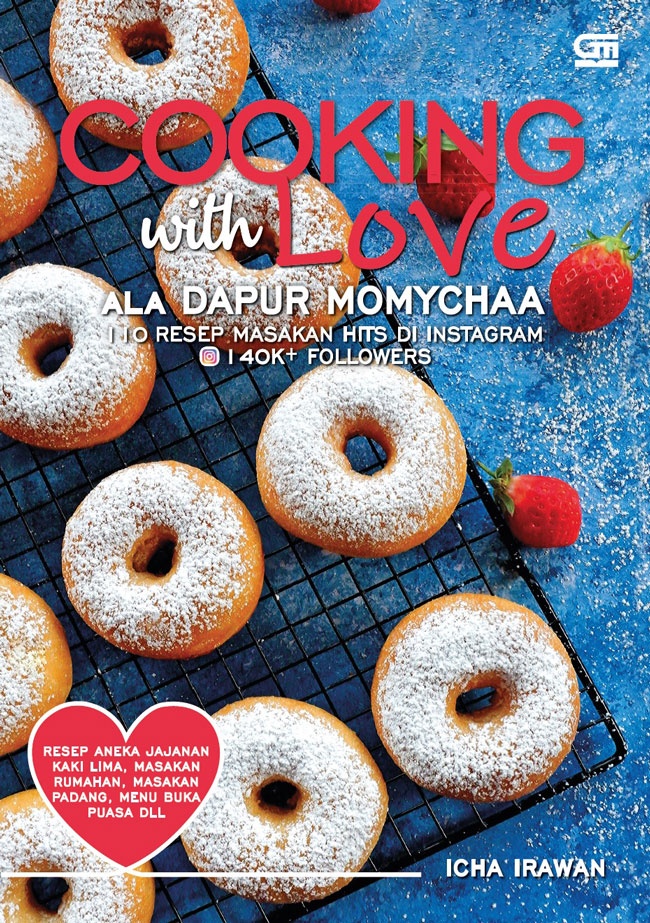 GM
COOKING
with Love
ALA DAPUR MOMYCHAA
110 RESEP MASAKAN HITS DI INSTAGRAM
140K+ FOLLOWERS
RESEP ANEKA JAJANAN
KAKI LIMA, MASAKAN
RUMAHAN, MASAKAN
PADANG, MENU BUKA
PUASA DLL
ICHA IRAWAN